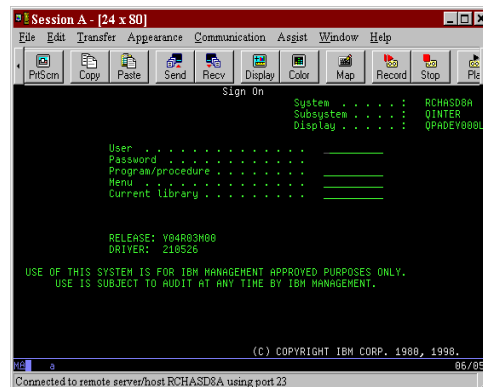 Session A - [24 x 80]
File Edit Transfer Appearance Communication Assist Window Help
PrtScrn Copy Paste Send Recv Display Color Map Record Stop Pla
Sign On
System . . . . . : RCHASD8A
Subsystem . . . . : QINTER
Display . . . . . : QPADEV000L
User . . . . . . . . . . . . . .
Password . . . . . . . . . . . .
Program/procedure . . . . . . . .
Menu . . . . . . . . . . . . . .
Current library . . . . . . . . .
RELEASE: V04R03M00
DRIVER: 210526
USE OF THIS SYSTEM IS FOR IBM MANAGEMENT APPROVED PURPOSES ONLY.
USE IS SUBJECT TO AUDIT AT ANY TIME BY IBM MANAGEMENT.
(C) COPYRIGHT IBM CORP. 1980, 1998.
MA a 06/05
Connected to remote server/host RCHASD8A using port 23